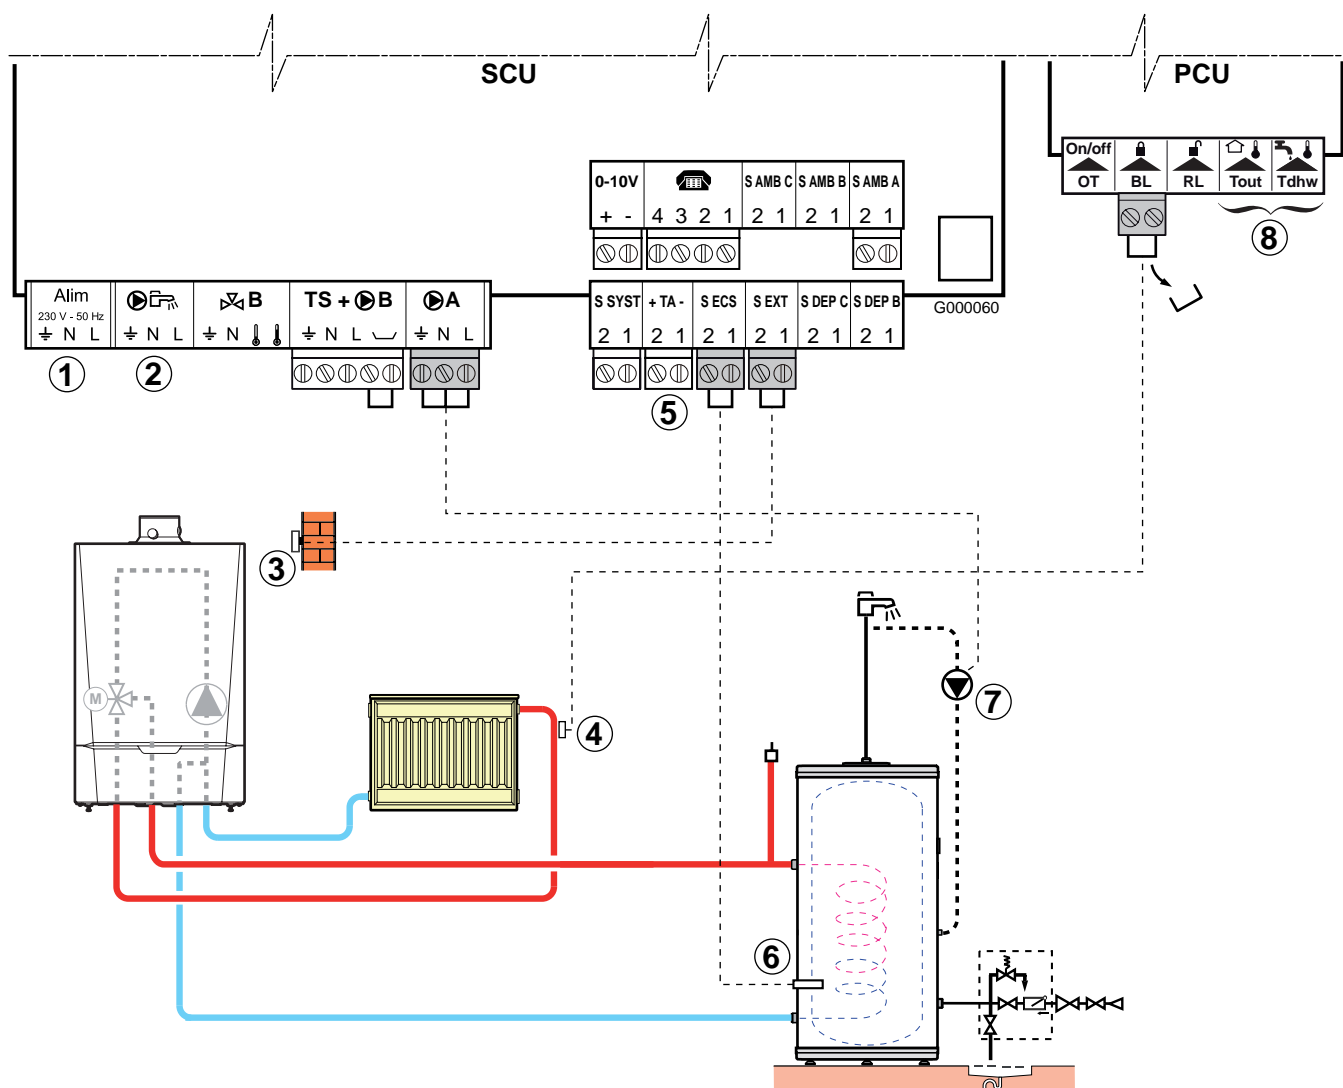 SCU
PCU
On/off
OT BL RL Tout Tdhw
8
0-10V S AMB C S AMB B S AMB A
+ - 4 3 2 1 2 1 2 1 2 1
G000060
Alim
230 V - 50 Hz
N L
N L
B
N
TS + B
N L
A
N L
S SYST + TA - S ECS S EXT S DEP C S DEP B
2 1 2 1 2 1 2 1 2 1 2 1
1
2
5
3
M
4
7
6